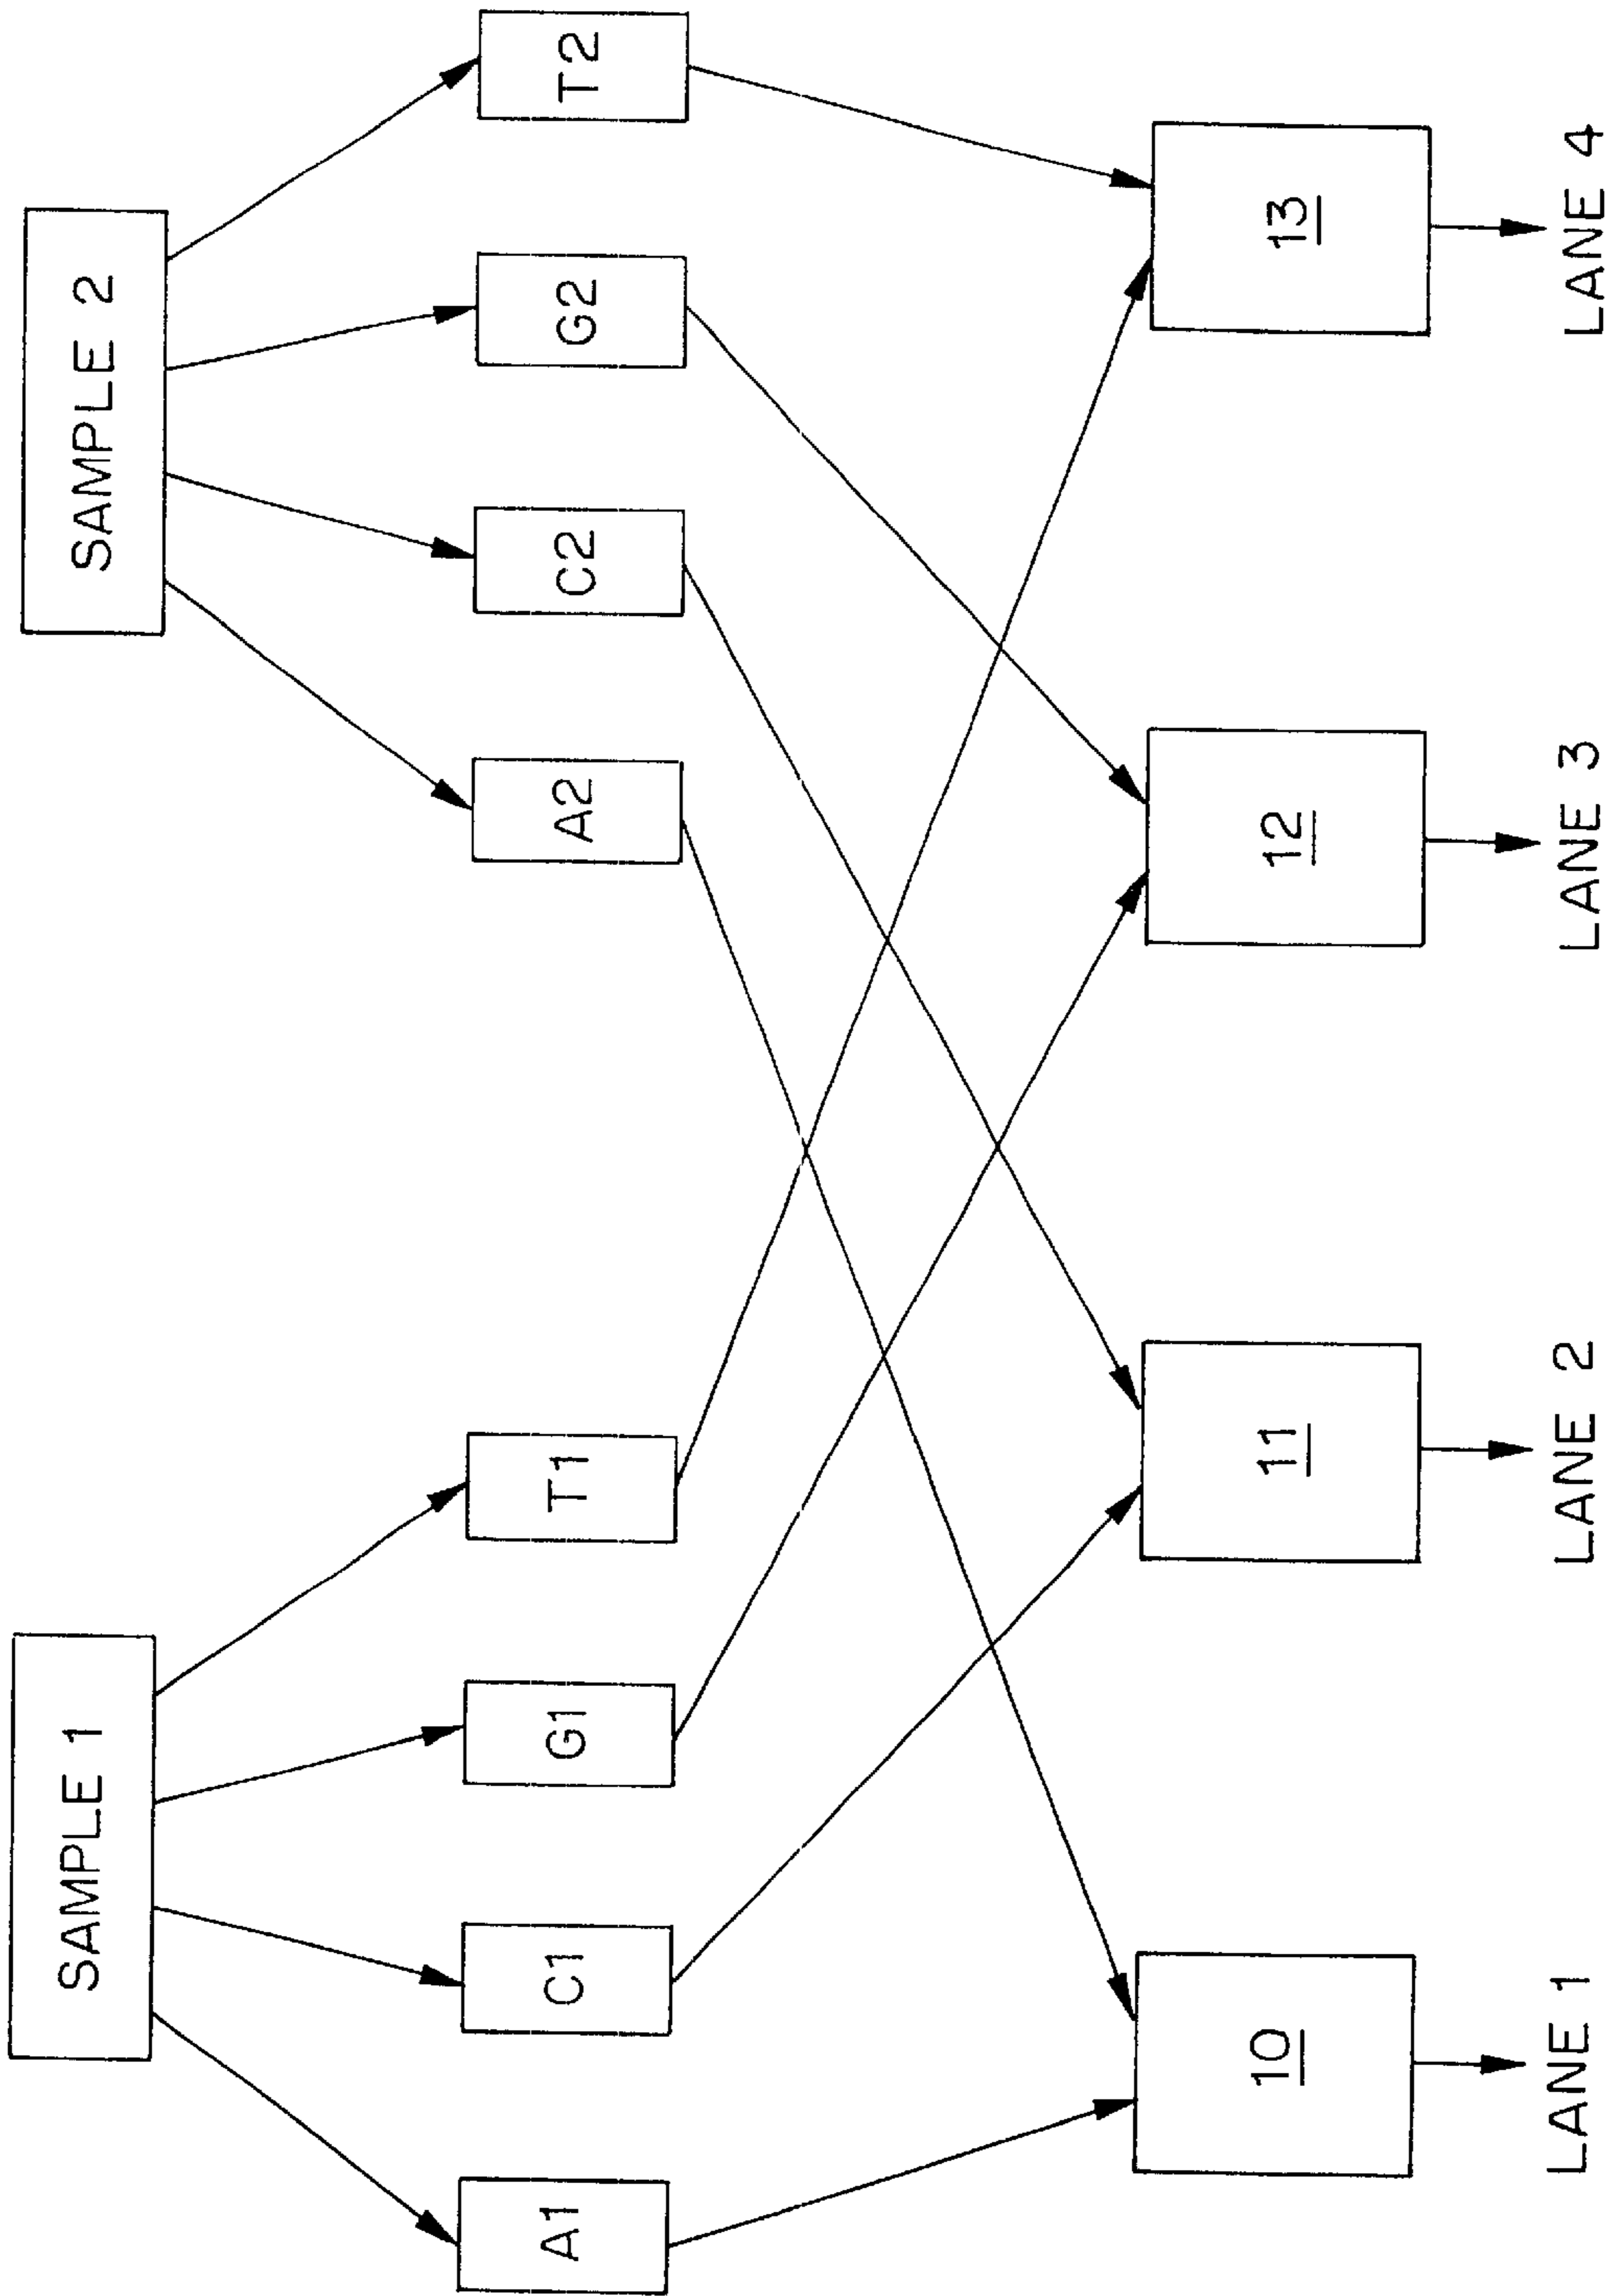 SAMPLE 1
SAMPLE 2
A1
C1
G1
T1
A2
C2
G2
T2
10
11
12
13
LANE 1
LANE 2
LANE 3
LANE 4